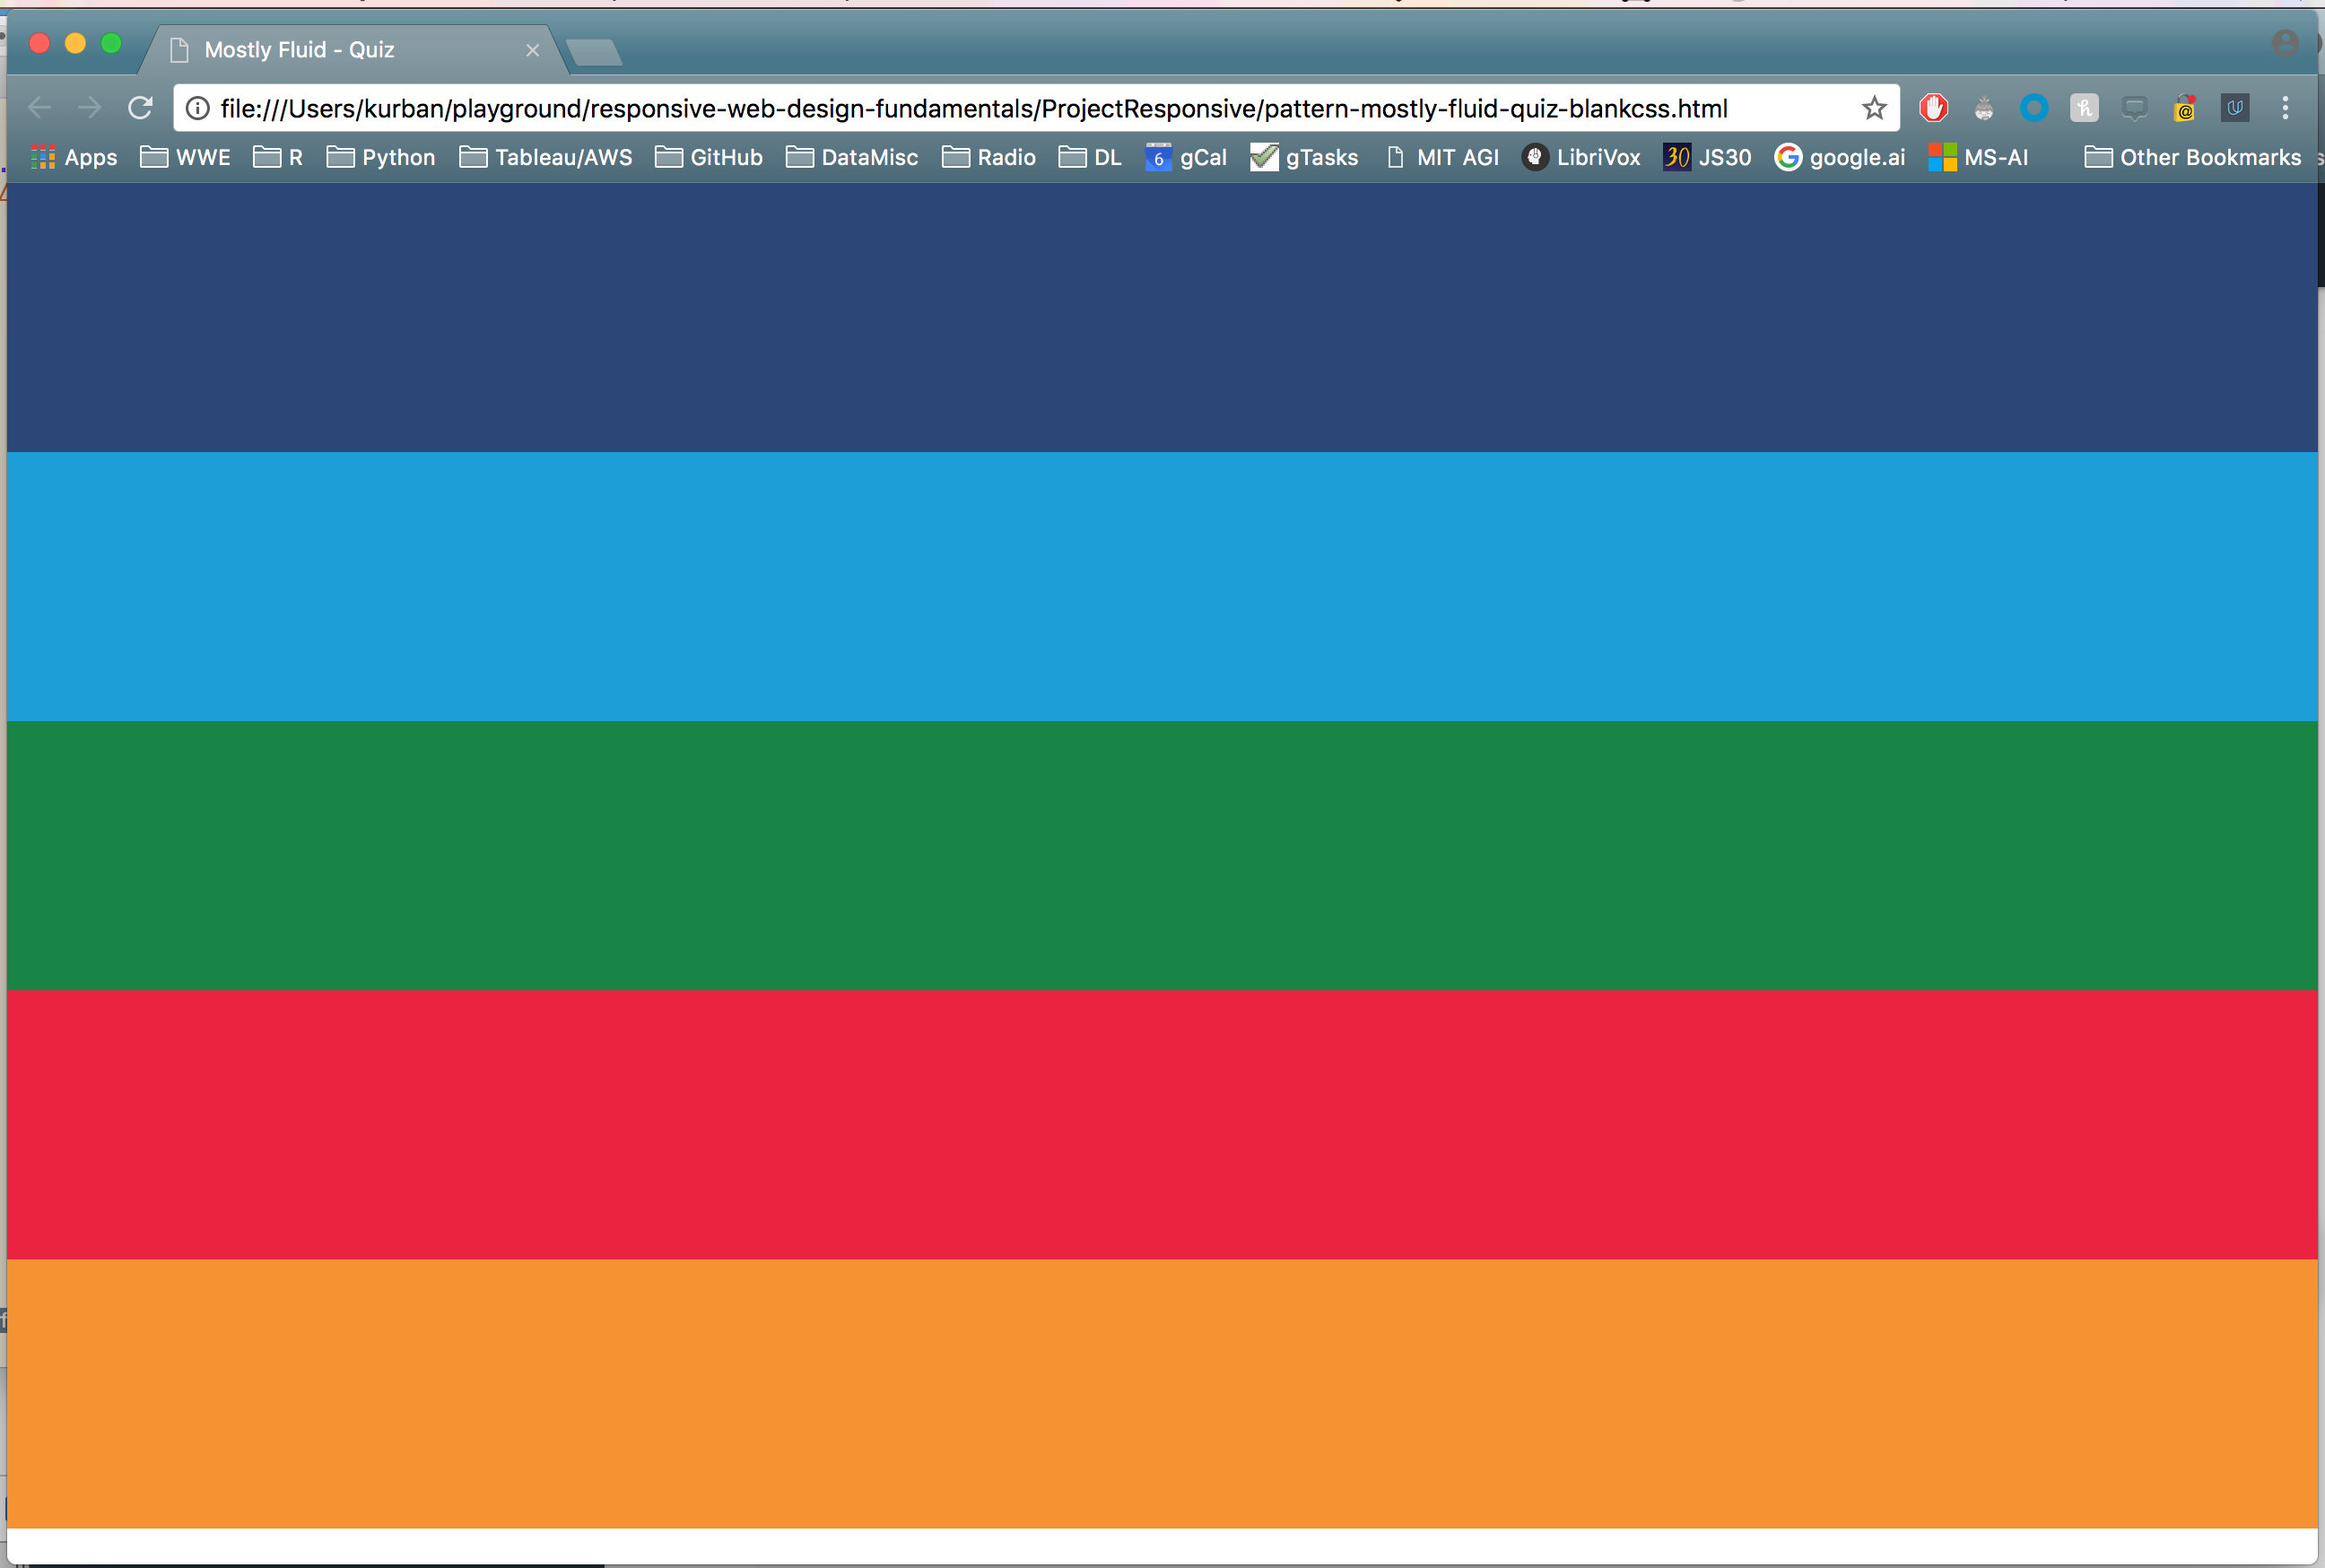 Mostly Fluid - Quiz
file:///Users/kurban/playground/responsive-web-design-fundamentals/ProjectResponsive/pattern-mostly-fluid-quiz-blankcss.html
Apps WWE R Python Tableau/AWS GitHub DataMisc Radio DL 6 gCal gTasks MIT AGI LibriVox 30 JS30 G google.ai MS-AI Other Bookmarks